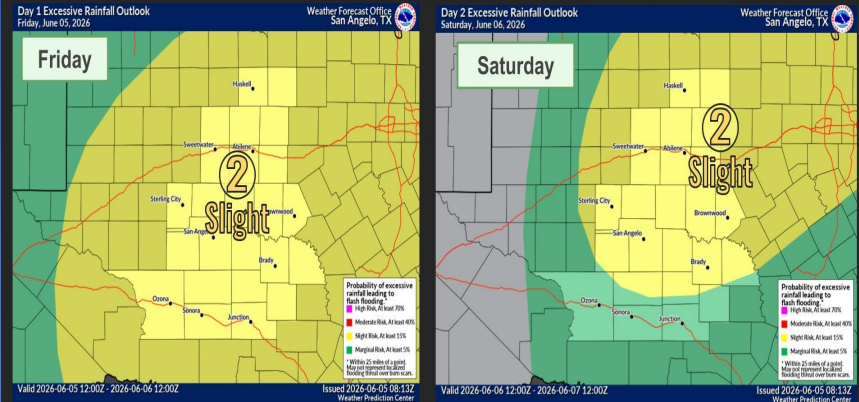 Day 1 Excessive Rainfall Outlook
Friday, June 05, 2026
Weather Forecast Office
San Angelo, TX
Friday
Haskell
Sweetwater
Abilene
2
Slight
Sterling City
Brownwood
San Angelo
Brady
Ozona
Sonora
Junction
Probability of excessive
rainfall leading to
flash flooding.*
High Risk, At least 70%
Moderate Risk, At least 40%
Slight Risk, At least 15%
Marginal Risk, At least 5%
* Within 25 miles of a point.
May not represent localized
flooding threat over burn scars.
Valid 2026-06-05 12:00Z - 2026-06-06 12:00Z
Issued 2026-06-05 08:13Z
Weather Prediction Center
Day 2 Excessive Rainfall Outlook
Saturday, June 06, 2026
Weather Forecast Office
San Angelo, TX
Saturday
Haskell
Sweetwater
Abilene
2
Slight
Sterling City
Brownwood
San Angelo
Brady
Ozona
Sonora
Junction
Probability of excessive
rainfall leading to
flash flooding.*
High Risk, At least 70%
Moderate Risk, At least 40%
Slight Risk, At least 15%
Marginal Risk, At least 5%
* Within 25 miles of a point.
May not represent localized
flooding threat over burn scars.
Valid 2026-06-06 12:00Z - 2026-06-07 12:00Z
Issued 2026-06-05 08:13Z
Weather Prediction Center